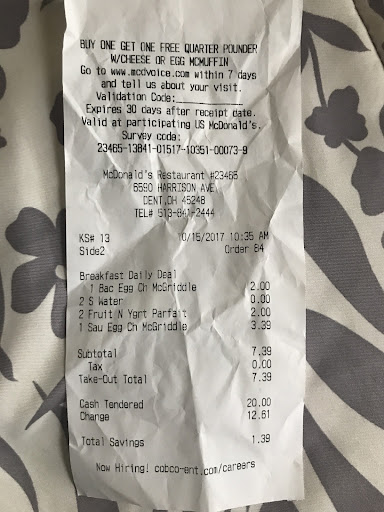 BUY ONE GET ONE FREE QUARTER POUNDER
W/CHEESE OR EGG MCMUFFIN
Go to www.mcdvoice.com within 7 days
and tell us about your visit.
Validation Code:__________
Expires 30 days after receipt date.
Valid at participating US McDonald's.
Survey code:
23465-13841-01517-10351-00073-9
McDonald's Restaurant #23465
6590 HARRISON AVE
DENT,OH 45248
TEL# 513-841-2444
KS# 13 10/15/2017 10:35 AM
Side2 Order 84
Breakfast Daily Deal
1 Bac Egg Ch McGriddle 2.00
2 S Water 0.00
2 Fruit N Ygrt Parfait 2.00
1 Sau Egg Ch McGriddle 3.39
Subtotal 7.39
Tax 0.00
Take-Out Total 7.39
Cash Tendered 20.00
Change 12.61
Total Savings 1.39
Now Hiring! cobco-ent.com/careers